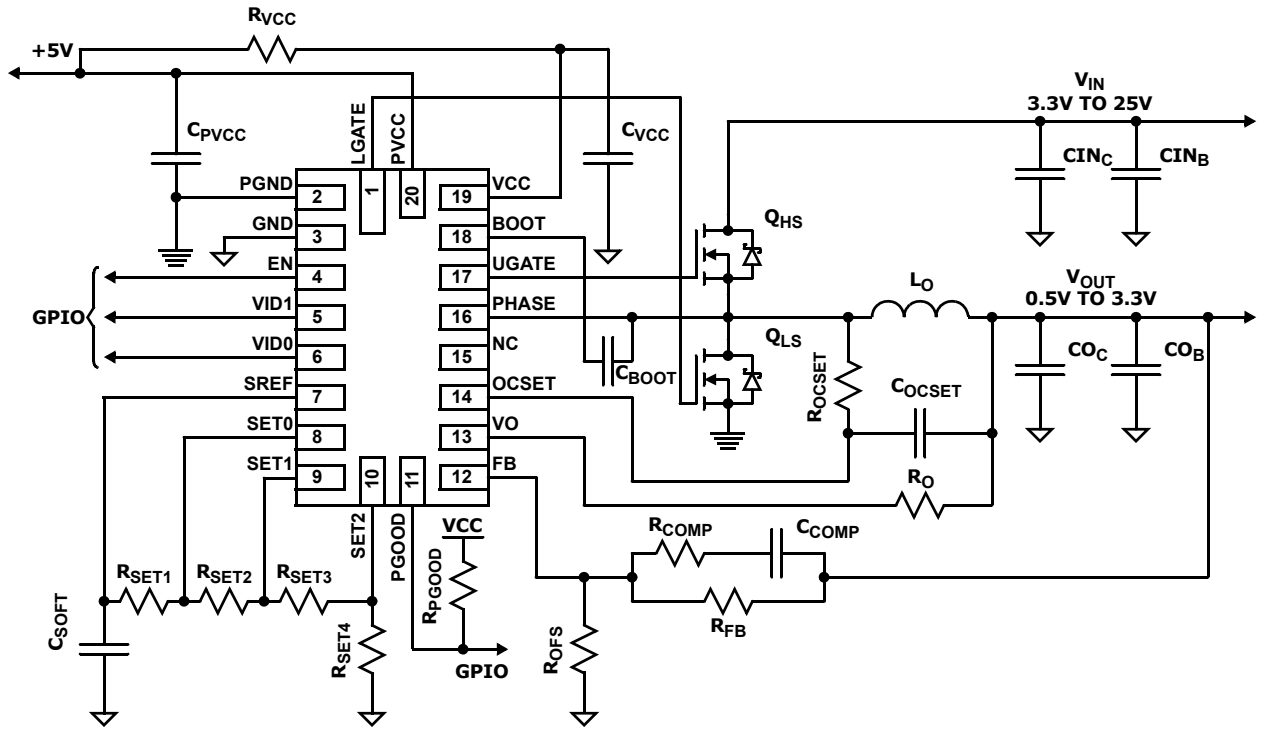 R_VCC
+5V
V_IN
3.3V TO 25V
C_PVCC
LGATE
PVCC
C_VCC
CIN_C
CIN_B
PGND
2
1
20
19
VCC
GND
3
18
BOOT
Q_HS
EN
4
17
UGATE
GPIO
VID1
5
16
PHASE
L_O
V_OUT
0.5V TO 3.3V
VID0
6
15
NC
Q_LS
C_BOOT
CO_C
CO_B
SREF
7
14
OCSET
R_OCSET
C_OCSET
SET0
8
13
VO
SET1
9
10
11
12
FB
R_O
SET2
PGOOD
VCC
R_COMP
C_COMP
R_SET1
R_SET2
R_SET3
R_PGOOD
R_FB
C_SOFT
R_SET4
GPIO
R_OFS